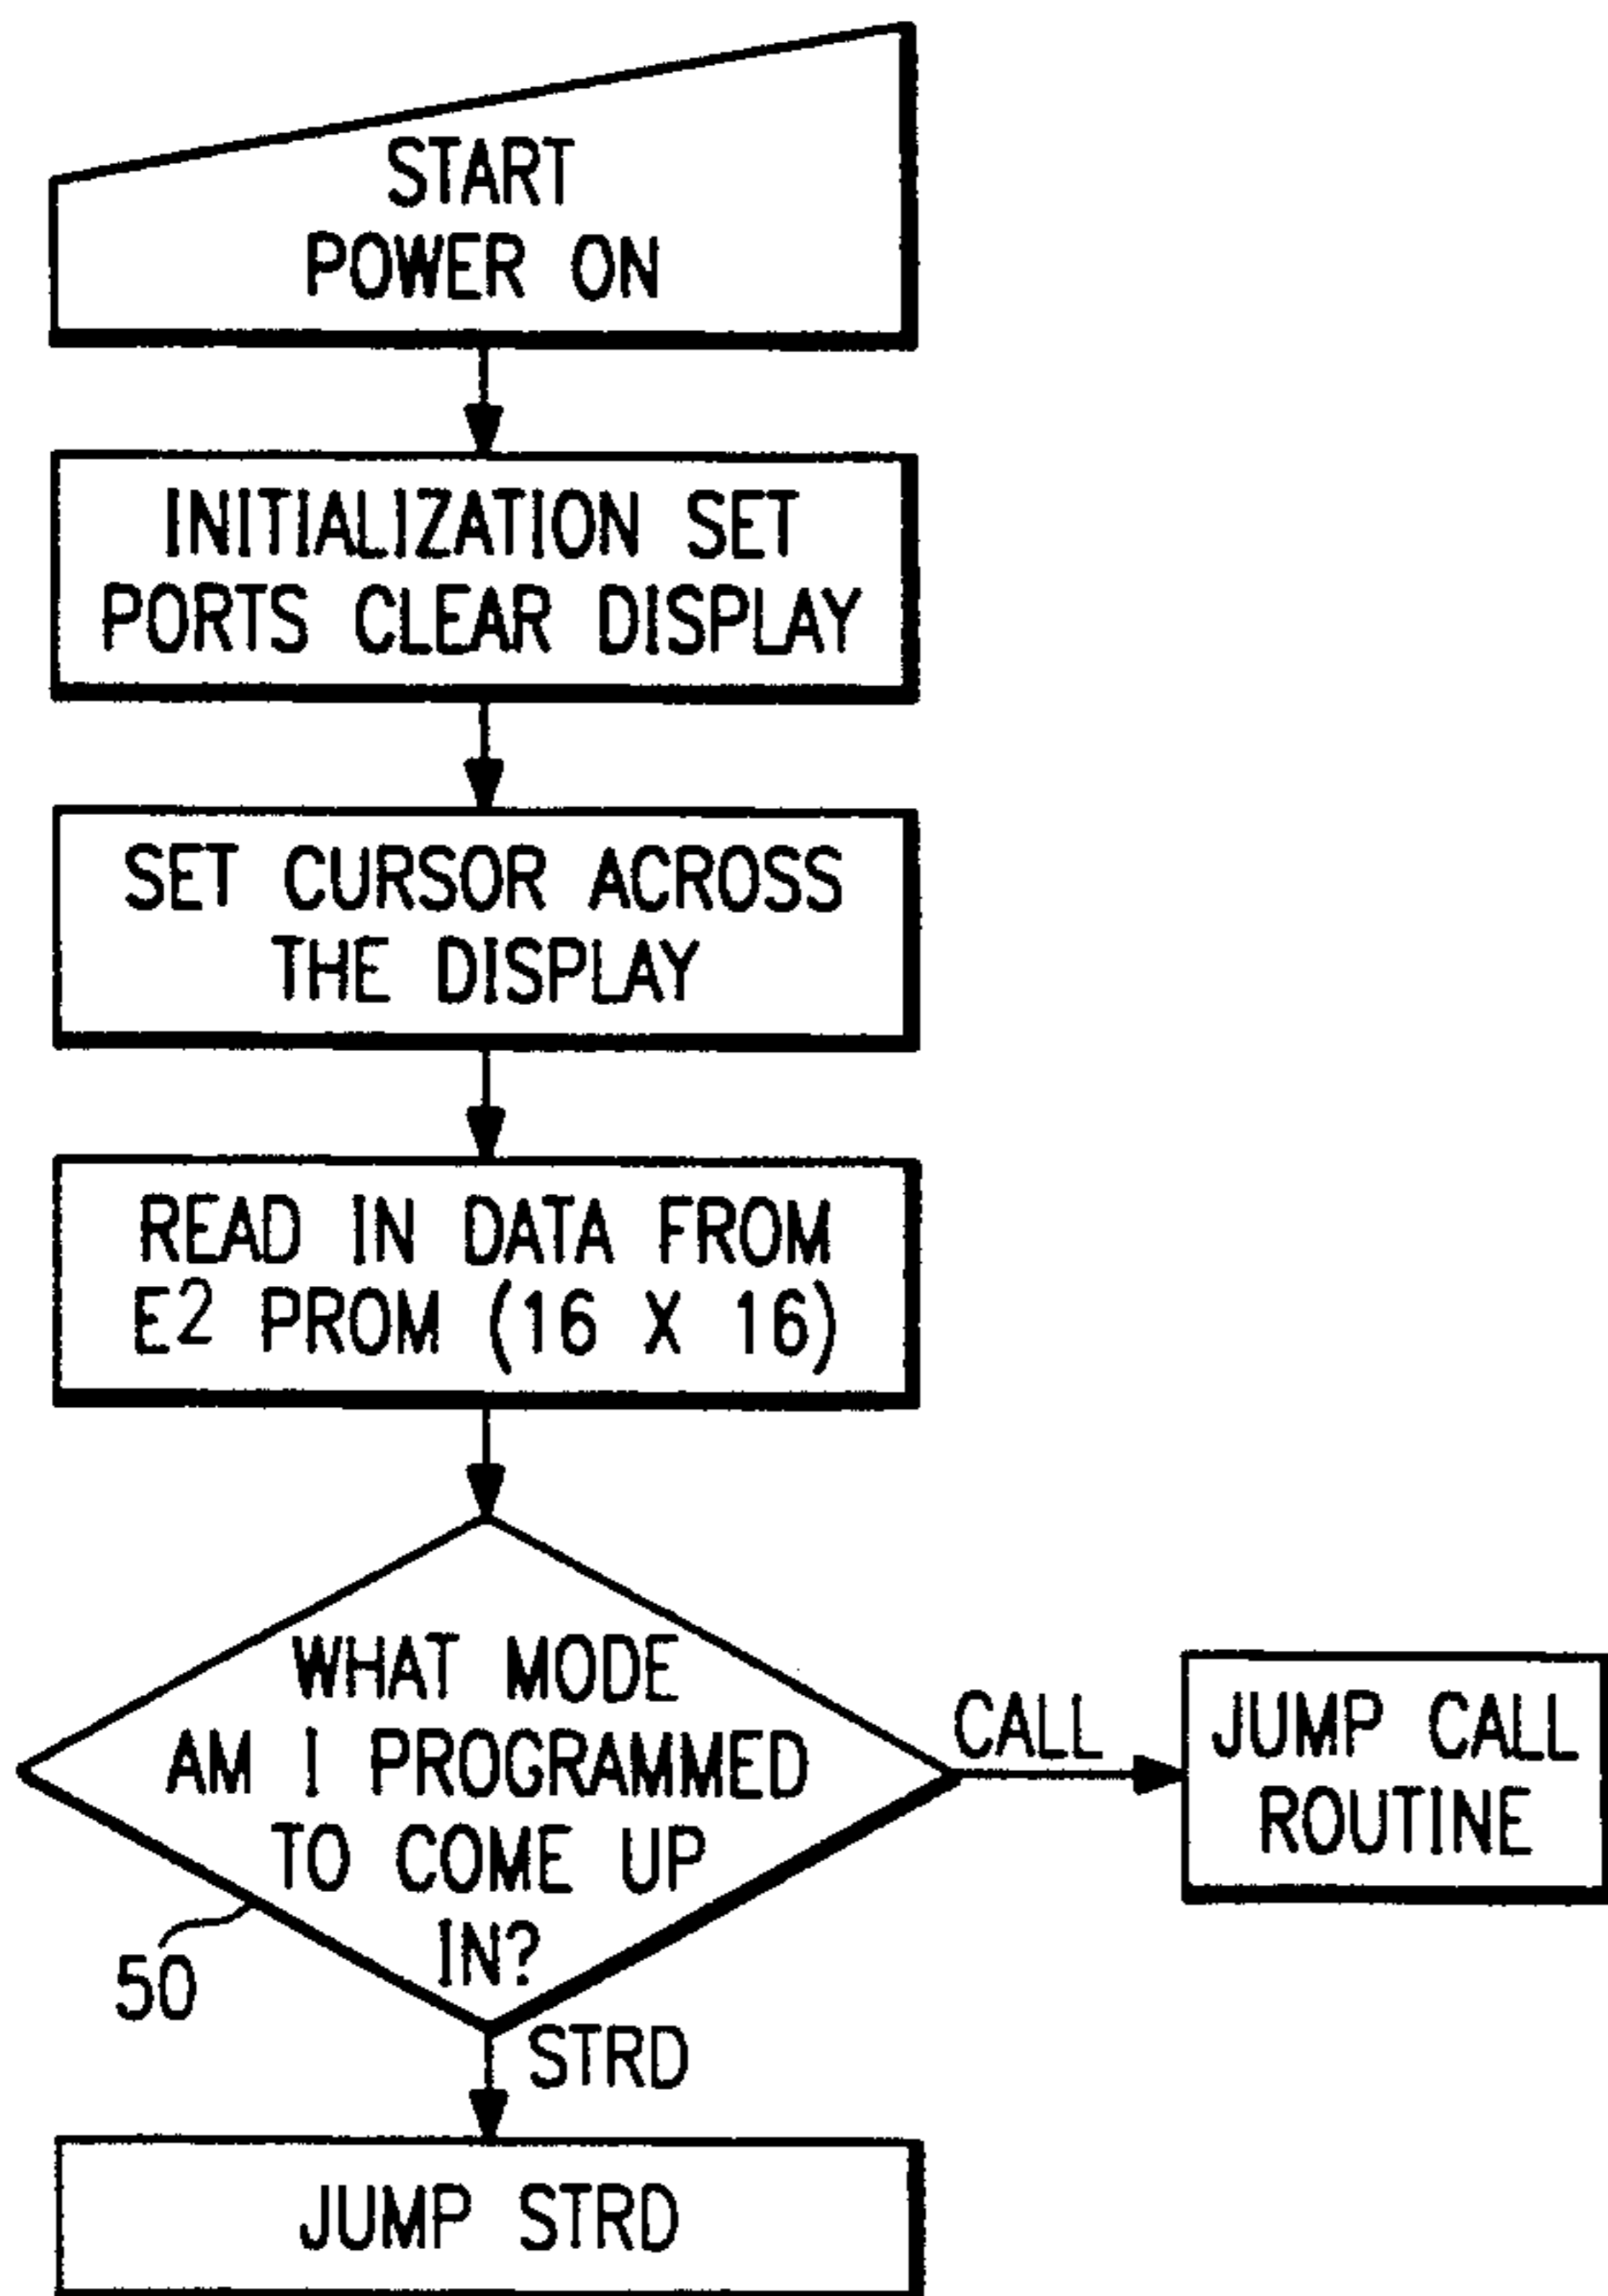 START
POWER ON
INITIALIZATION SET
PORTS CLEAR DISPLAY
SET CURSOR ACROSS
THE DISPLAY
READ IN DATA FROM
E2 PROM (16 X 16)
WHAT MODE
AM I PROGRAMMED
TO COME UP
IN?
50
CALL
JUMP CALL
ROUTINE
STRD
JUMP STRD